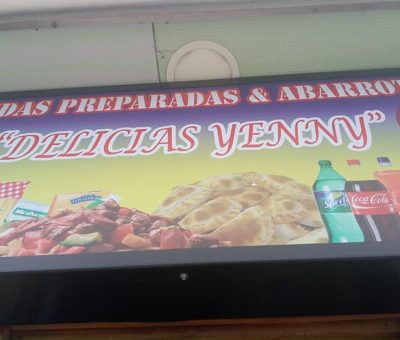 DAS PREPARADAS & ABARRO
"DELICIAS YENNY"
Sprite
Coca-Cola